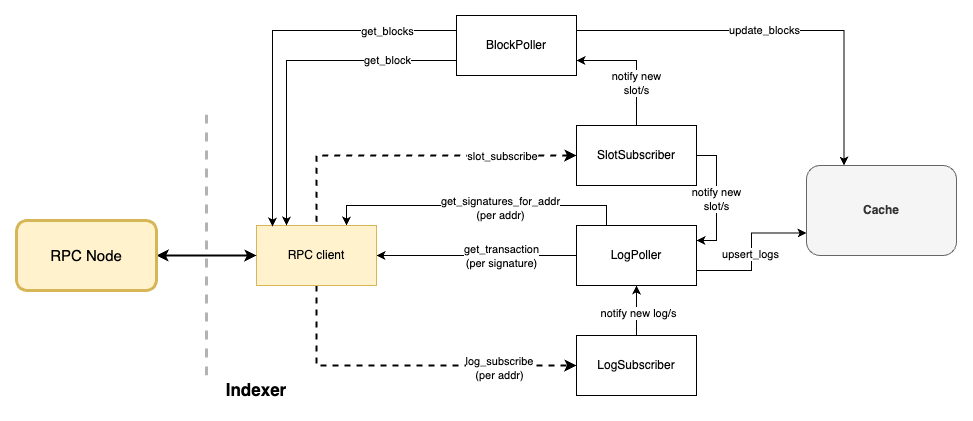 get_blocks
BlockPoller
update_blocks
get_block
notify new
slot/s
slot_subscribe
SlotSubscriber
notify new
slot/s
Cache
get_signatures_for_addr
(per addr)
RPC Node
RPC client
get_transaction
(per signature)
LogPoller
upsert_logs
notify new log/s
log_subscribe
(per addr)
LogSubscriber
Indexer